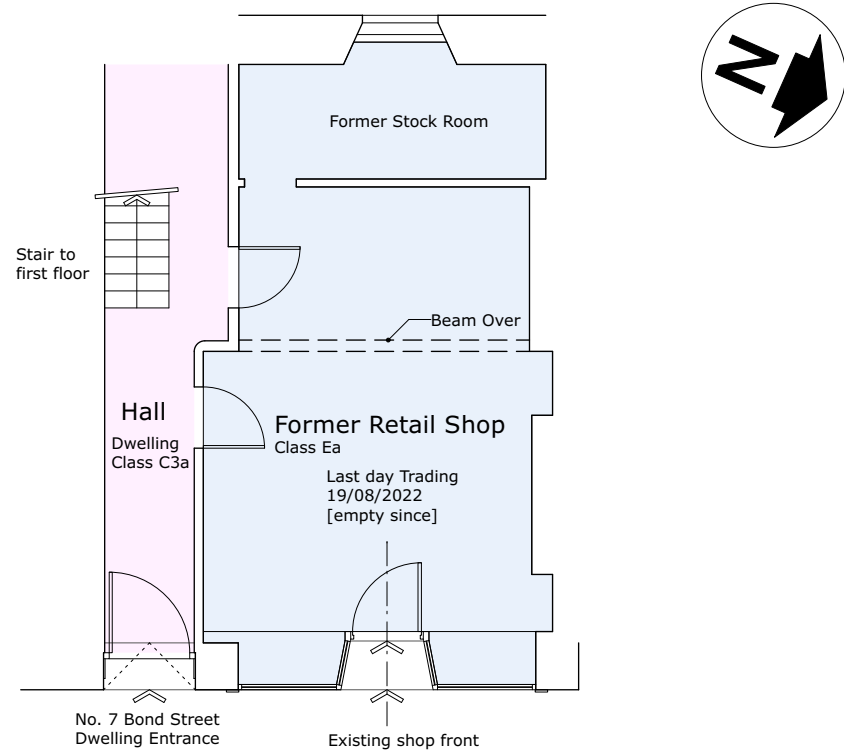 N
Former Stock Room
Stair to
first floor
Beam Over
Hall
Dwelling
Class C3a
Former Retail Shop
Class Ea
Last day Trading
19/08/2022
[empty since]
No. 7 Bond Street
Dwelling Entrance
Existing shop front